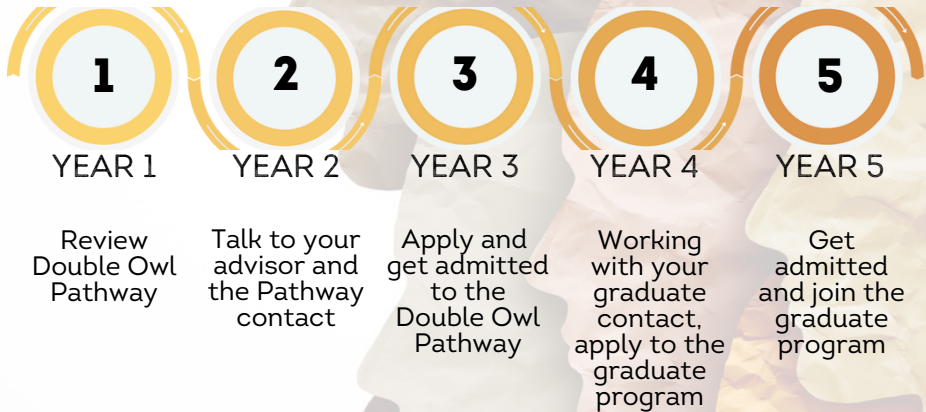 1
2
3
4
5
YEAR 1
YEAR 2
YEAR 3
YEAR 4
YEAR 5
Review
Double Owl
Pathway
Talk to your
advisor and
the Pathway
contact
Apply and
get admitted
to the
Double Owl
Pathway
Working
with your
graduate
contact,
apply to the
graduate
program
Get
admitted
and join the
graduate
program